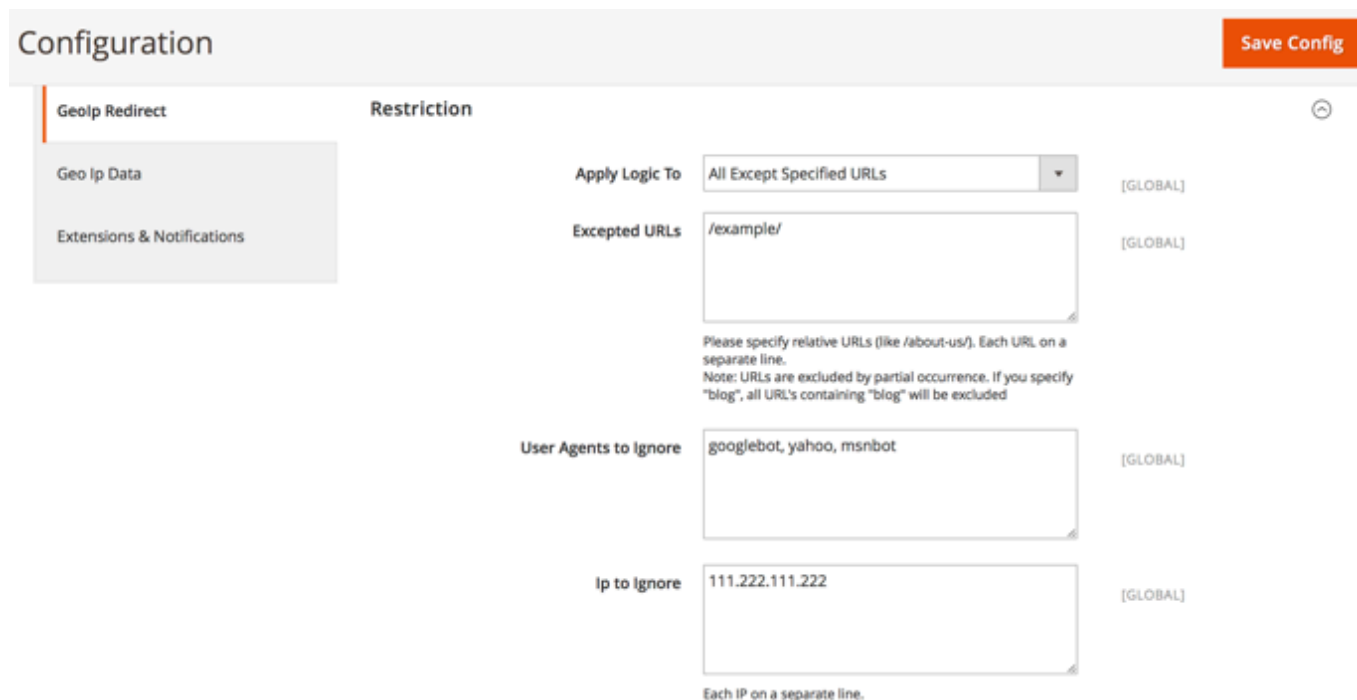 Configuration
Save Config
GeoIp Redirect
Geo Ip Data
Extensions & Notifications
Restriction
Apply Logic To
All Except Specified URLs
[GLOBAL]
Excepted URLs
/example/
[GLOBAL]
Please specify relative URLs (like /about-us/). Each URL on a
separate line.
Note: URLs are excluded by partial occurrence. If you specify
"blog", all URL's containing "blog" will be excluded
User Agents to Ignore
googlebot, yahoo, msnbot
[GLOBAL]
Ip to Ignore
111.222.111.222
[GLOBAL]
Each IP on a separate line.